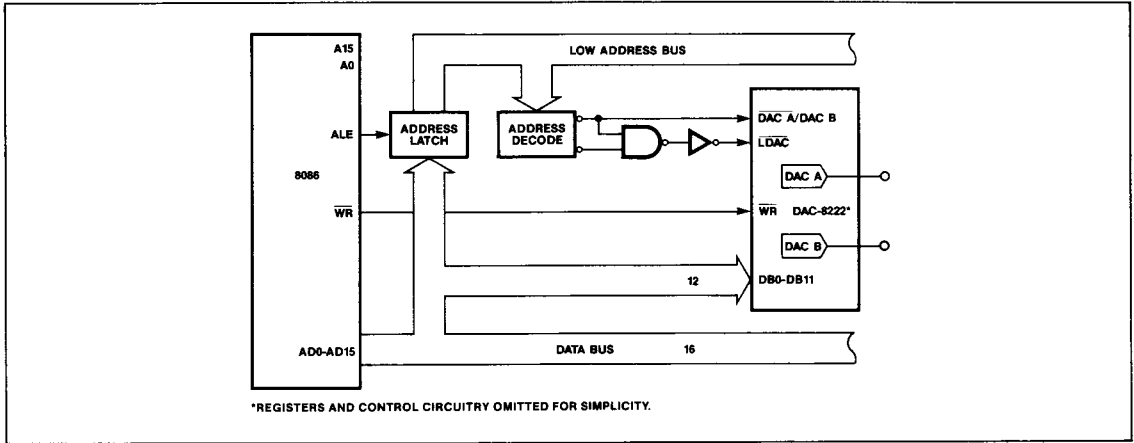 A15
A0
LOW ADDRESS BUS
ALE
ADDRESS
LATCH
ADDRESS
DECODE
DAC A/DAC B
LDAC
8086
DAC A
WR
WR DAC-8222*
DAC B
12
DB0-DB11
AD0-AD15
DATA BUS 16
*REGISTERS AND CONTROL CIRCUITRY OMITTED FOR SIMPLICITY.